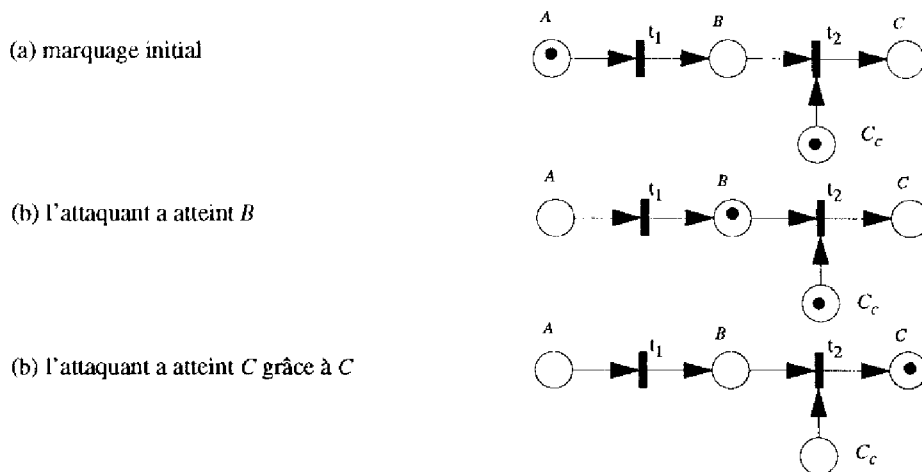 (a) marquage initial
A
t1
B
t2
C
Cc
(b) l'attaquant a atteint B
A
t1
B
t2
C
Cc
(b) l'attaquant a atteint C grâce à C
A
t1
B
t2
C
Cc